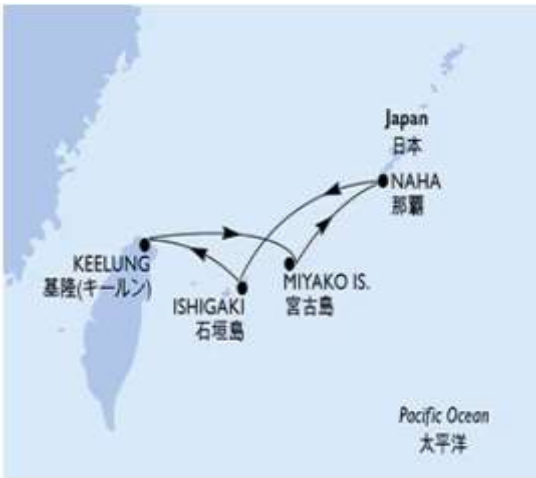 Japan
日本
NAHA
那覇
KEELUNG
基隆(キールン)
MIYAKO IS.
宮古島
ISHIGAKI
石垣島
Pacific Ocean
太平洋